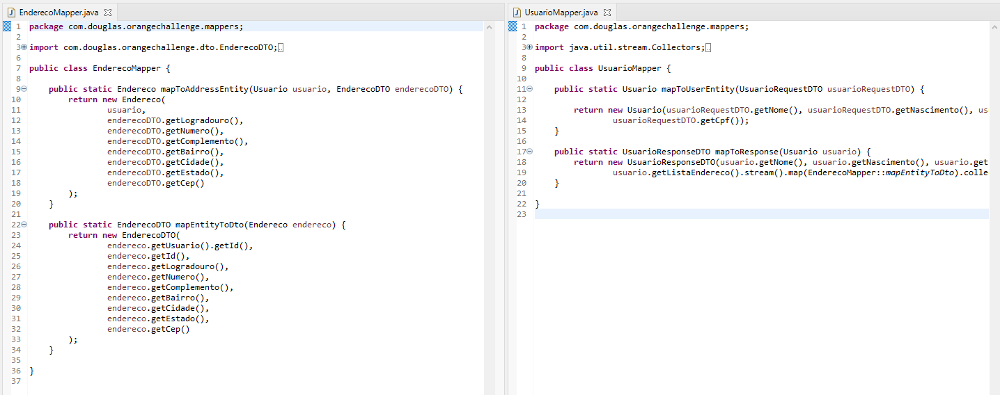 EnderecoMapper.java
1 package com.douglas.orangechallenge.mappers;
2
3 import com.douglas.orangechallenge.dto.EnderecoDTO;
6
7 public class EnderecoMapper {
8
9 public static Endereco mapToAddressEntity(Usuario usuario, EnderecoDTO enderecoDTO) {
10 return new Endereco(
11 usuario,
12 enderecoDTO.getLogradouro(),
13 enderecoDTO.getNumero(),
14 enderecoDTO.getComplemento(),
15 enderecoDTO.getBairro(),
16 enderecoDTO.getCidade(),
17 enderecoDTO.getEstado(),
18 enderecoDTO.getCep()
19 );
20 }
21
22 public static EnderecoDTO mapEntityToDto(Endereco endereco) {
23 return new EnderecoDTO(
24 endereco.getUsuario().getId(),
25 endereco.getId(),
26 endereco.getLogradouro(),
27 endereco.getNumero(),
28 endereco.getComplemento(),
29 endereco.getBairro(),
30 endereco.getCidade(),
31 endereco.getEstado(),
32 endereco.getCep()
33 );
34 }
35
36 }
37
UsuarioMapper.java
1 package com.douglas.orangechallenge.mappers;
2
3 import java.util.stream.Collectors;
8
9 public class UsuarioMapper {
10
11 public static Usuario mapToUserEntity(UsuarioRequestDTO usuarioRequestDTO) {
12
13 return new Usuario(usuarioRequestDTO.getNome(), usuarioRequestDTO.getNascimento(), us
14 usuarioRequestDTO.getCpf());
15 }
16
17 public static UsuarioResponseDTO mapToResponse(Usuario usuario) {
18 return new UsuarioResponseDTO(usuario.getNome(), usuario.getNascimento(), usuario.get
19 usuario.getListaEndereco().stream().map(EnderecoMapper::mapEntityToDto).colle
20 }
21
22 }
23